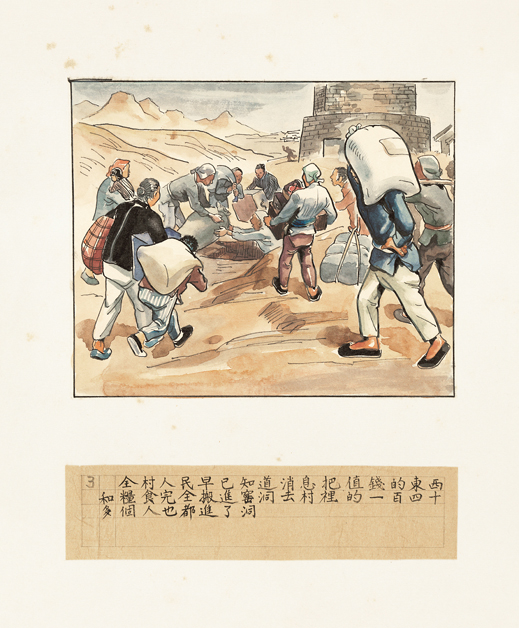 3
全村人民早已知道消息把值錢的東西
和糧食完全搬進洞去村裡的一百四十
多個人也都進了洞